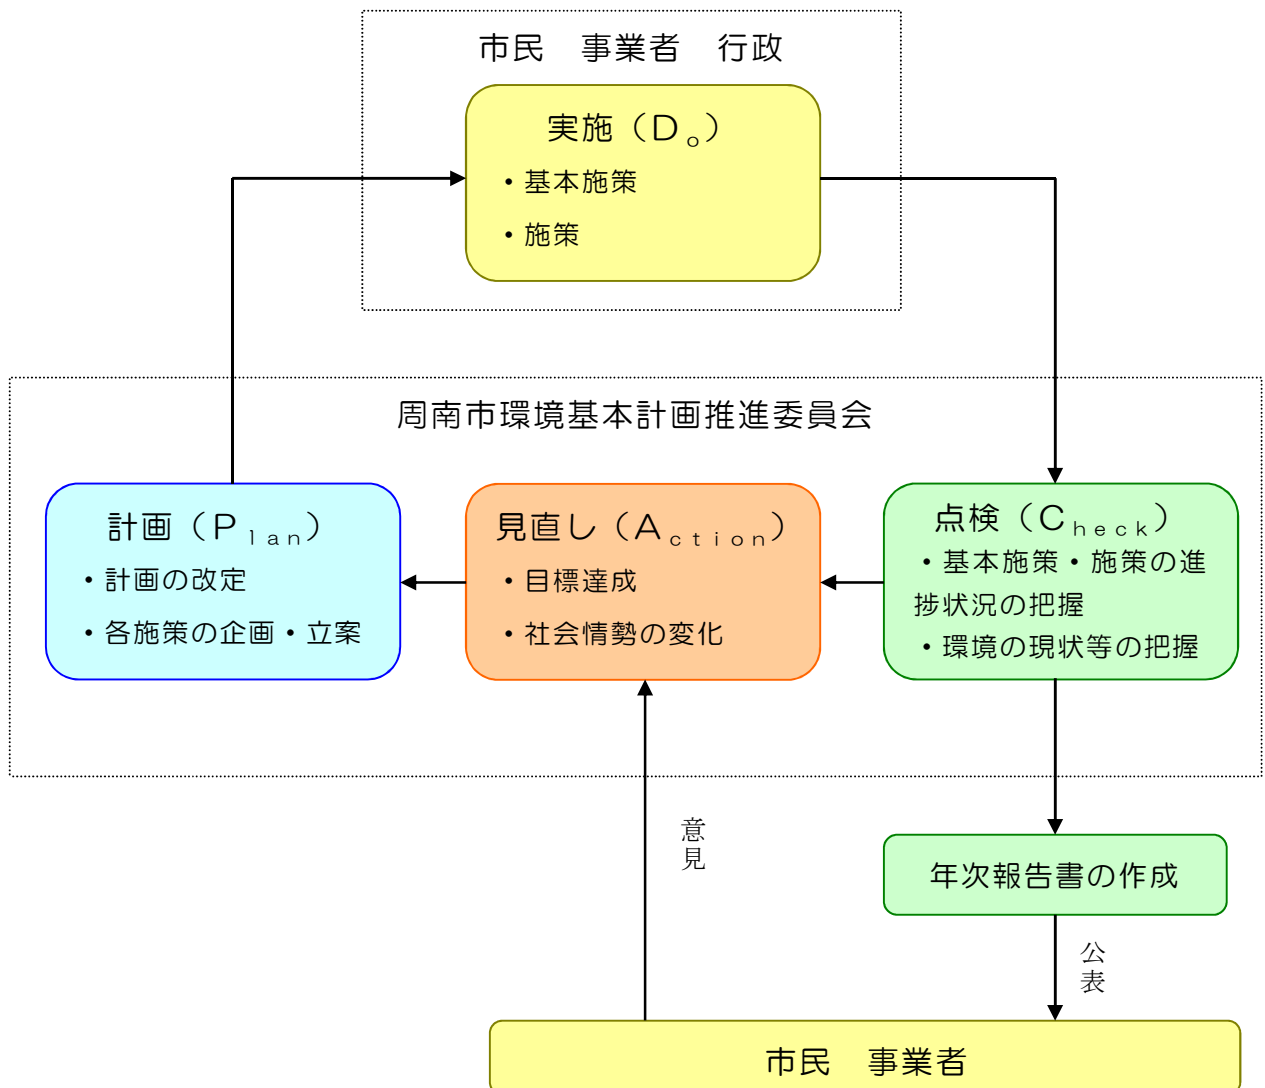 市民　事業者　行政
実施（Do）
・基本施策
・施策
周南市環境基本計画推進委員会
計画（Plan）
・計画の改定
・各施策の企画・立案
見直し（Action）
・目標達成
・社会情勢の変化
点検（Check）
・基本施策・施策の進
捗状況の把握
・環境の現状等の把握
意見
年次報告書の作成
公表
市民　事業者